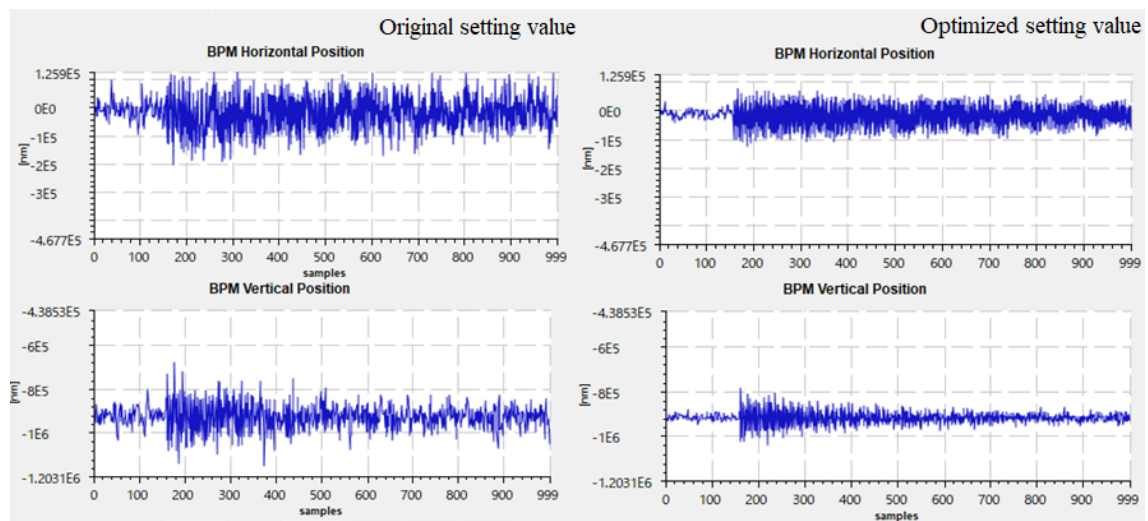 Original setting value
Optimized setting value
BPM Horizontal Position
BPM Horizontal Position
1.259E5
0E0
-1E5
-2E5
-3E5
-4.677E5
[nm]
0 100 200 300 400 500 600 700 800 900 999
samples
1.259E5
0E0
-1E5
-2E5
-3E5
-4.677E5
[nm]
0 100 200 300 400 500 600 700 800 900 999
BPM Vertical Position
BPM Vertical Position
-4.3853E5
-6E5
-8E5
-1E6
-1.2031E6
[nm]
0 100 200 300 400 500 600 700 800 900 999
samples
-4.3853E5
-6E5
-8E5
-1E6
-1.2031E6
[nm]
0 100 200 300 400 500 600 700 800 900 999
samples